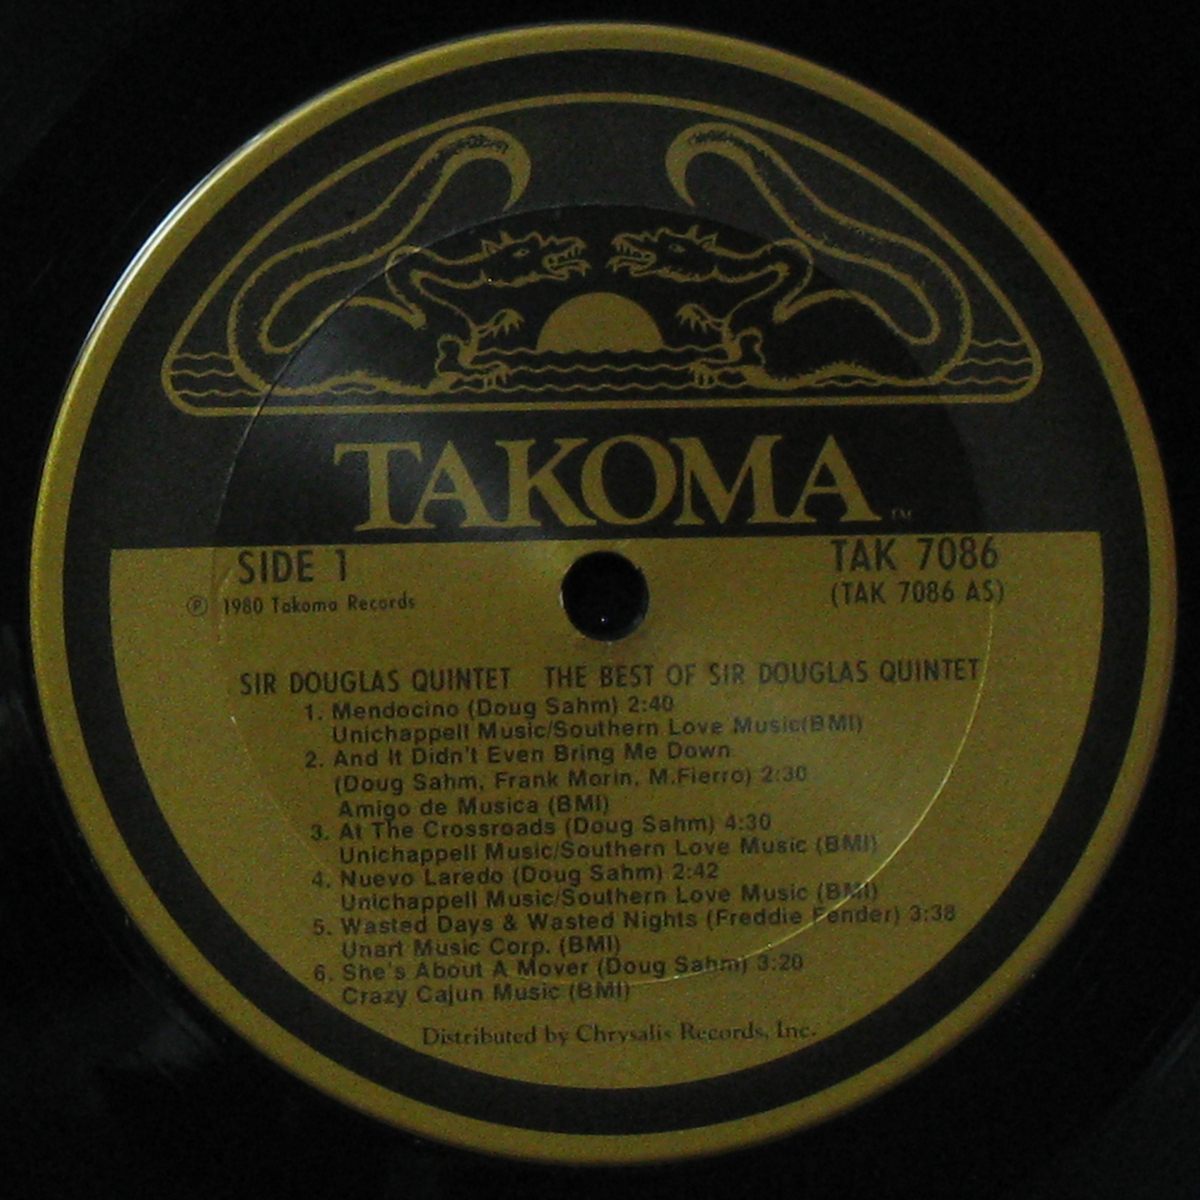 TAKOMA ™
SIDE 1
TAK 7086
℗ 1980 Takoma Records
(TAK 7086 AS)
SIR DOUGLAS QUINTET THE BEST OF SIR DOUGLAS QUINTET
1. Mendocino (Doug Sahm) 2:40
Unichappell Music/Southern Love Music(BMI)
2. And It Didn't Even Bring Me Down
(Doug Sahm, Frank Morin, M.Fierro) 2:30
Amigo de Musica (BMI)
3. At The Crossroads (Doug Sahm) 4:30
Unichappell Music/Southern Love Music (BMI)
4. Nuevo Laredo (Doug Sahm) 2:42
Unichappell Music/Southern Love Music (BMI)
5. Wasted Days & Wasted Nights (Freddie Fender) 3:38
Unart Music Corp. (BMI)
6. She's About A Mover (Doug Sahm) 3:20
Crazy Cajun Music (BMI)
Distributed by Chrysalis Records, Inc.